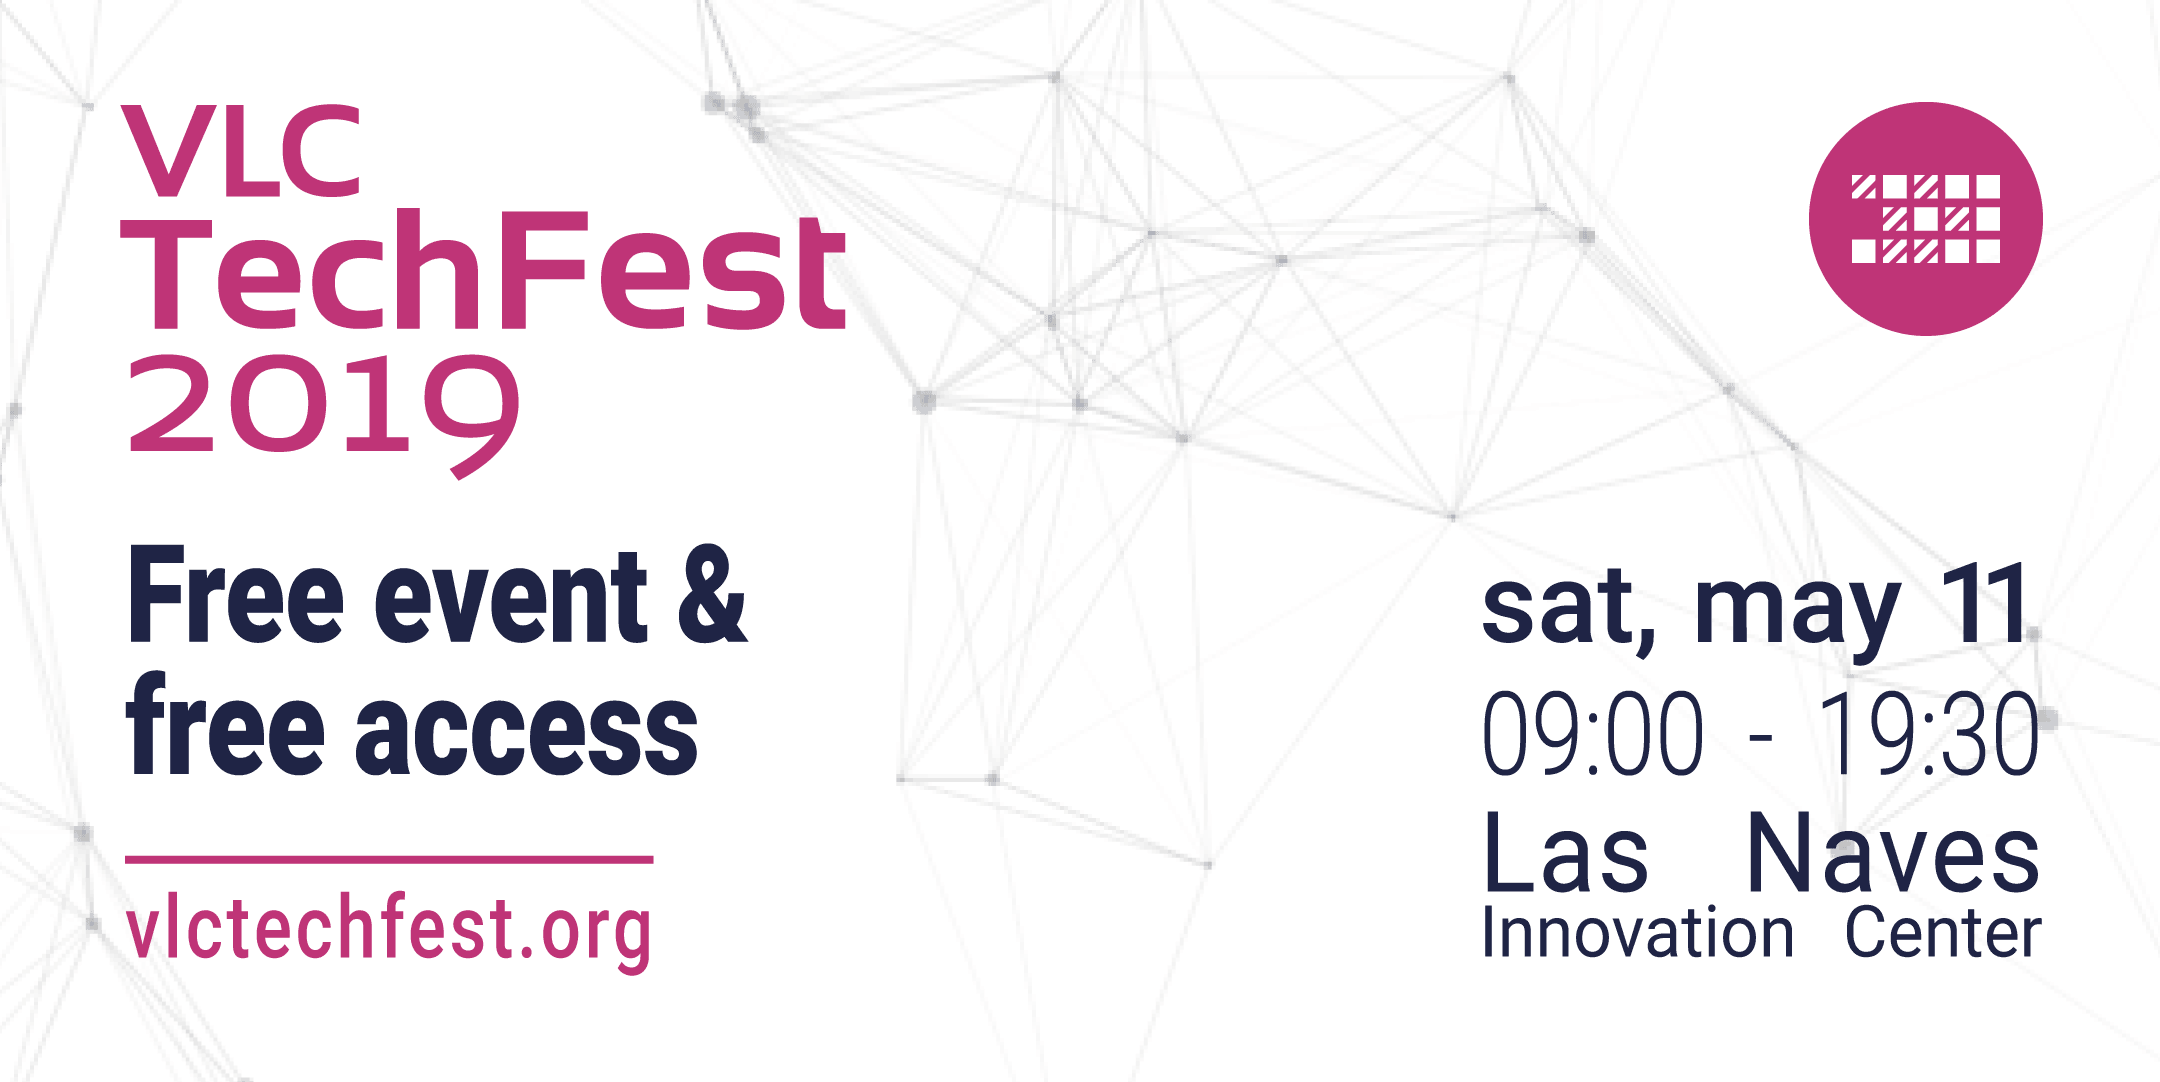 VLC
TechFest
2019
Free event &
free access
vlctechfest.org
sat, may 11
09:00 - 19:30
Las Naves
Innovation Center